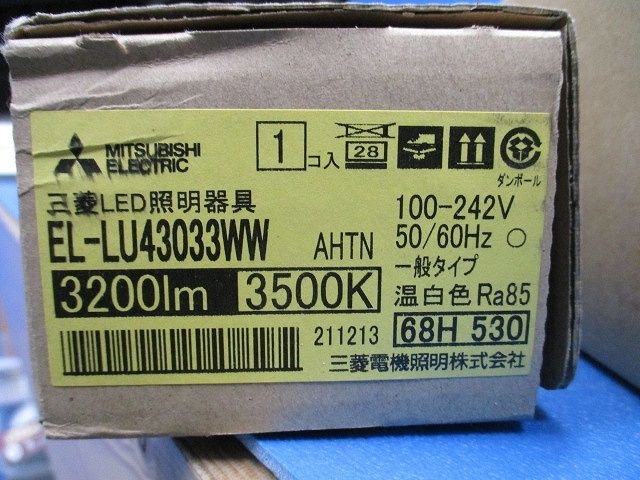 MITSUBISHI
ELECTRIC
1 コ入
28
ダンボール
三菱LED照明器具
EL-LU43033WW AHTN
100-242V
50/60Hz
一般タイプ
3200lm 3500K
温白色 Ra85
211213
68H 530
三菱電機照明株式会社